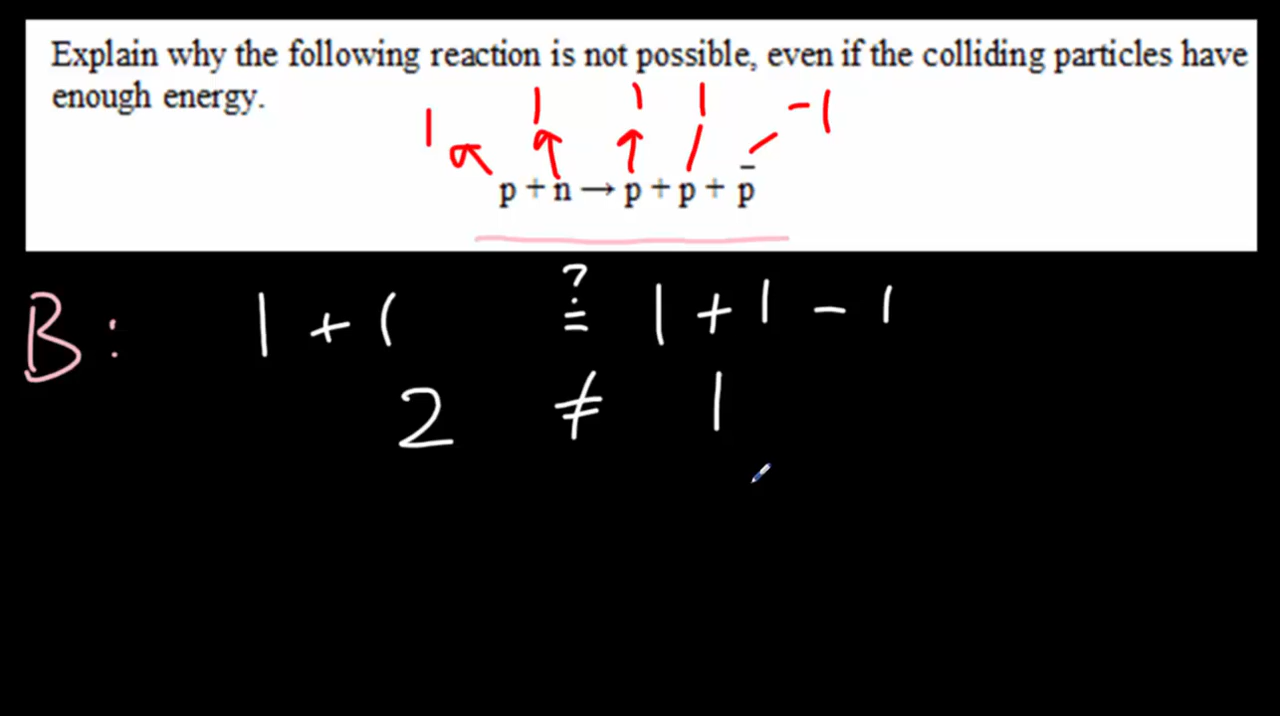 Explain why the following reaction is not possible, even if the colliding particles have
enough energy.
1 1 1 1 -1
p + n → p + p + p̄
B: 1 + 1 ≟ 1 + 1 - 1
2 ≠ 1